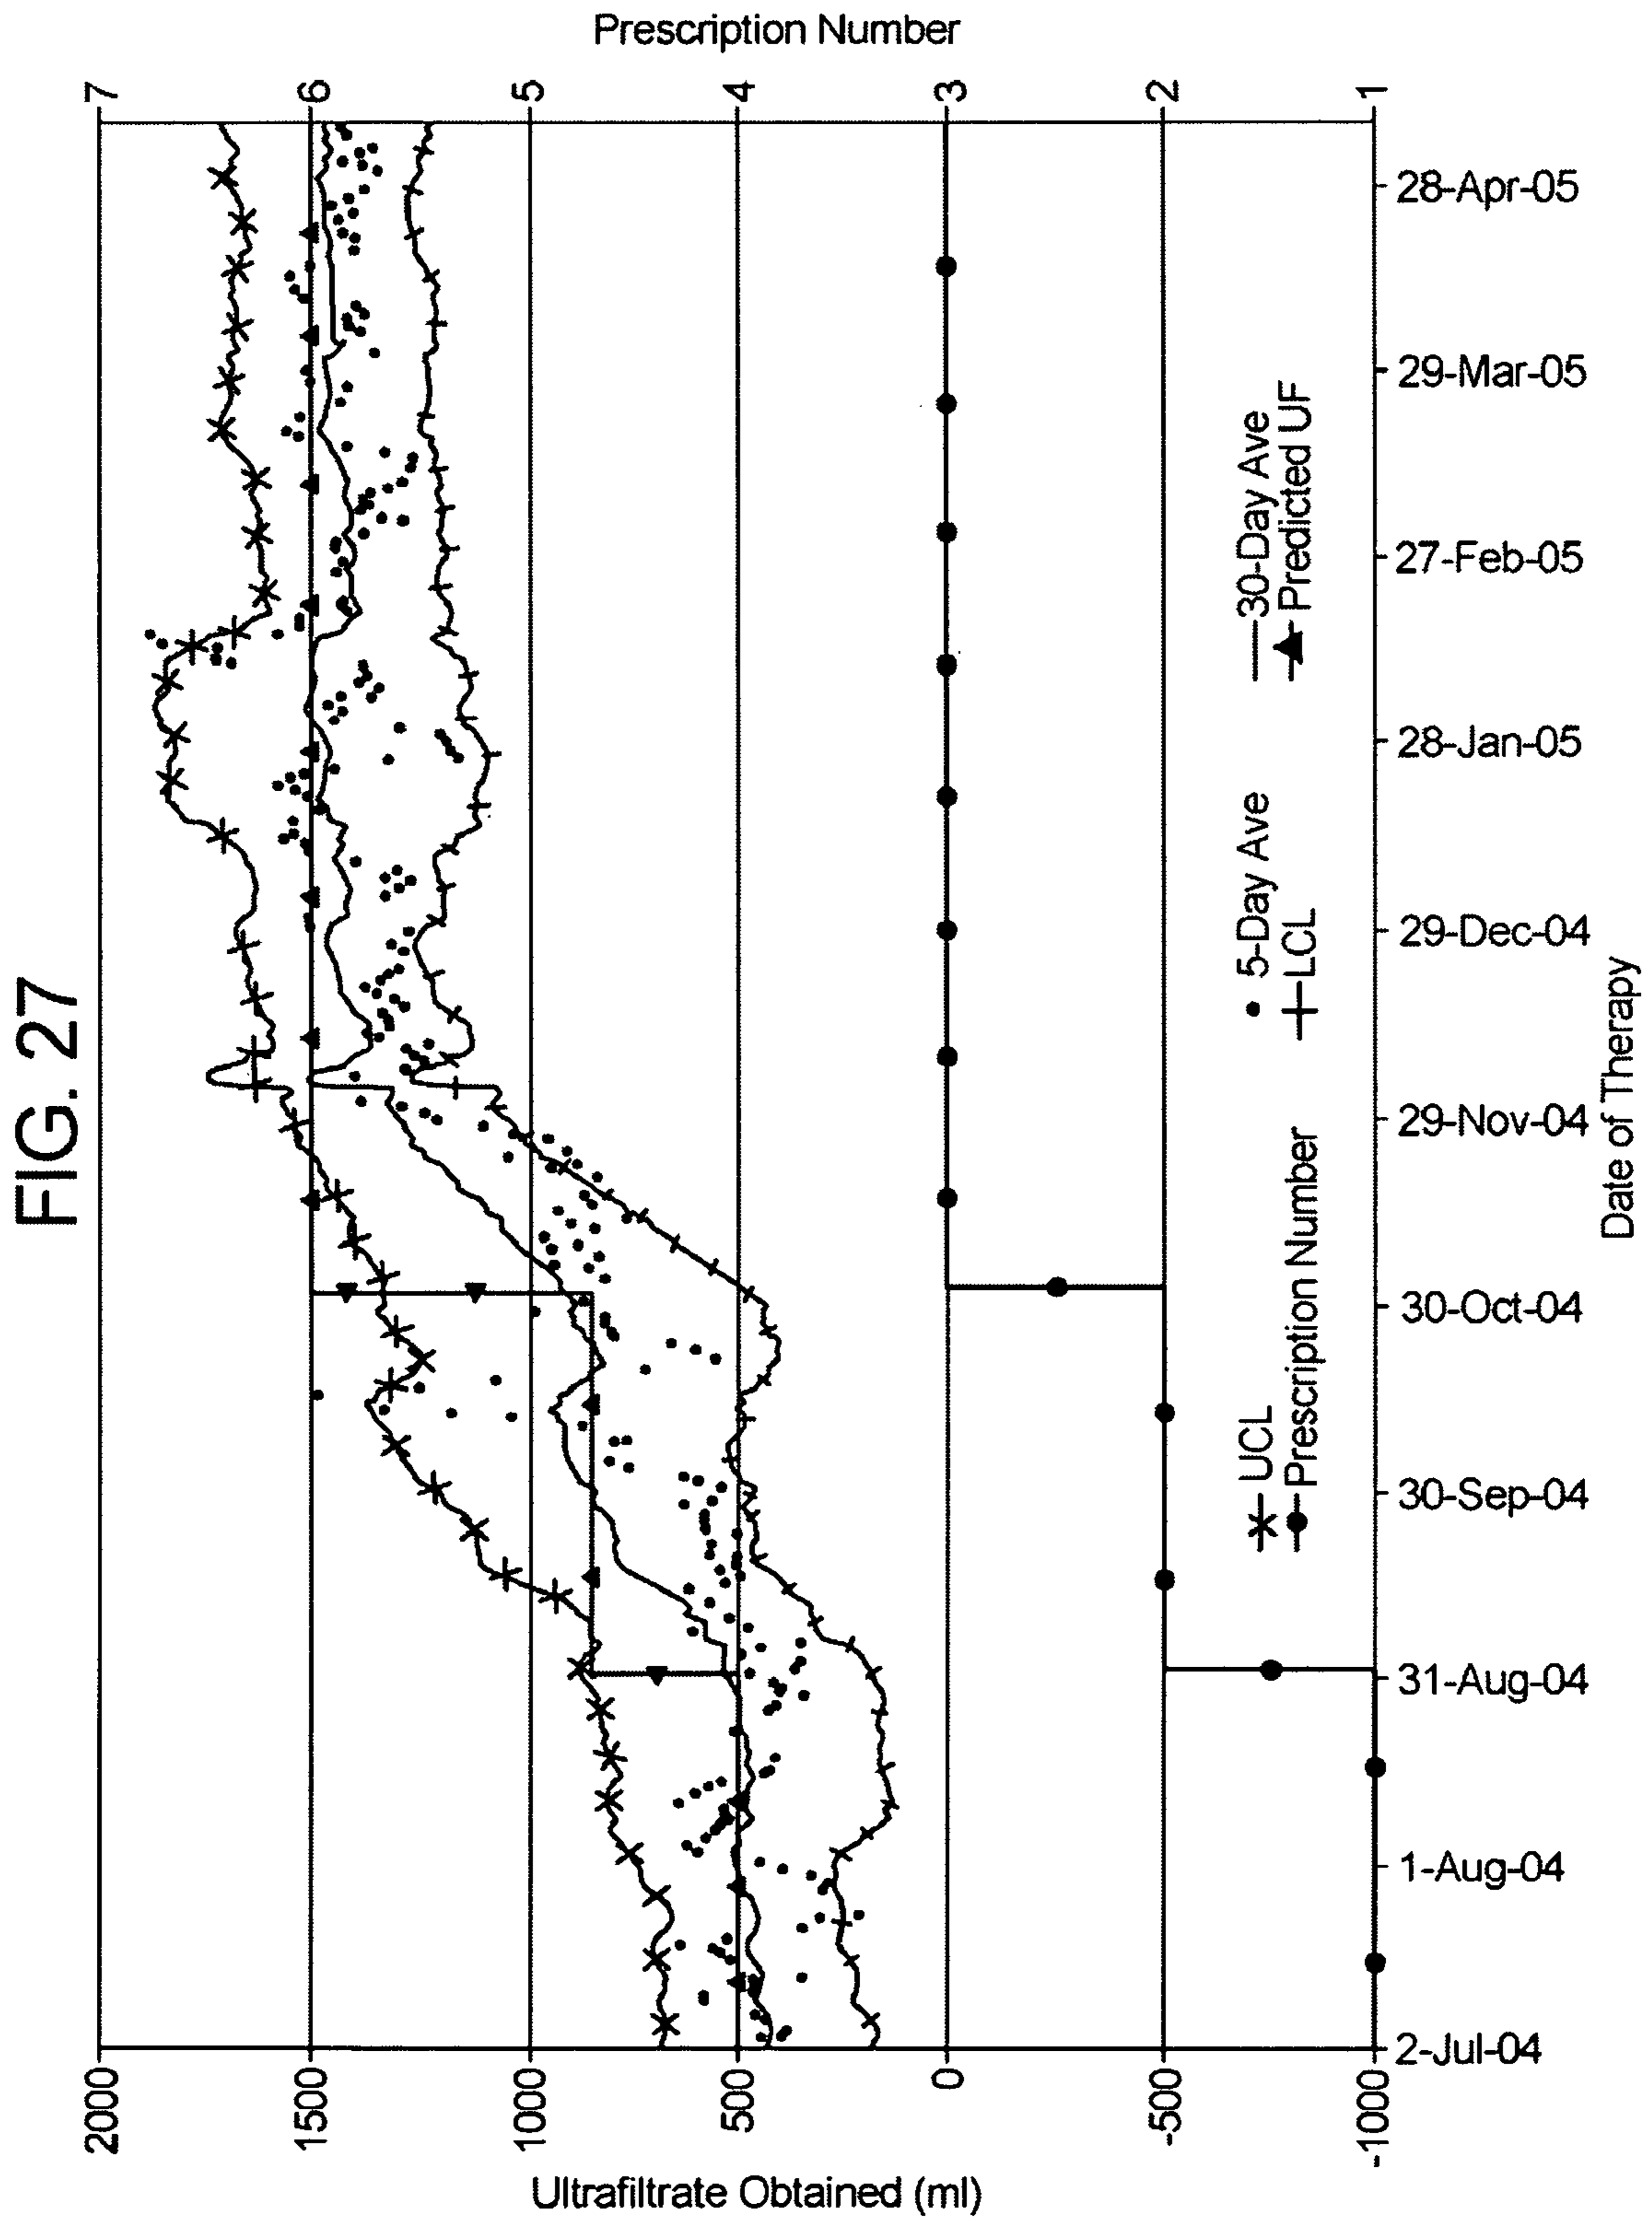 FIG. 27
Ultrafiltrate Obtained (ml)
2000
1500
1000
500
0
-500
-1000
Prescription Number
7
6
5
4
3
2
1
2-Jul-04
1-Aug-04
31-Aug-04
30-Sep-04
30-Oct-04
29-Nov-04
29-Dec-04
28-Jan-05
27-Feb-05
29-Mar-05
28-Apr-05
Date of Therapy
UCL
5-Day Ave
30-Day Ave
Prescription Number
LCL
Predicted UF